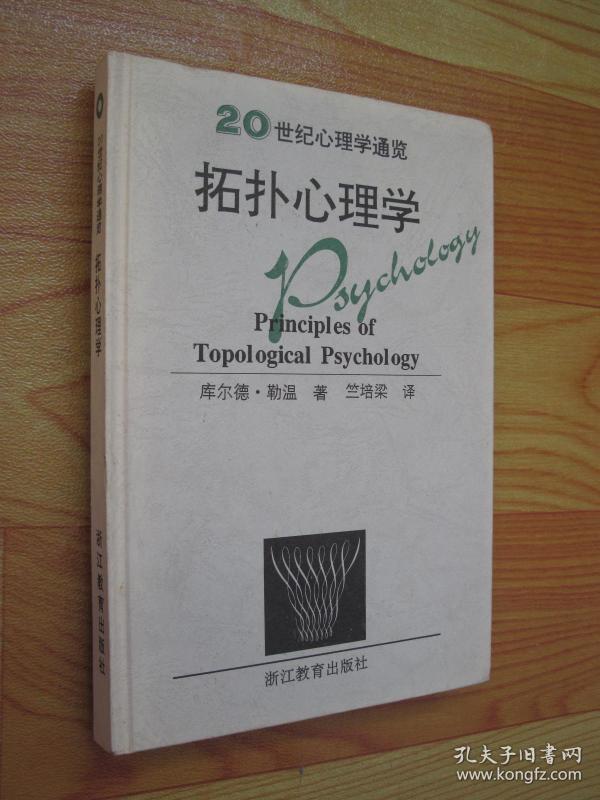 20世纪心理学通览
拓扑心理学
Psychology
Principles of
Topological Psychology
库尔德·勒温 著 竺培梁 译
浙江教育出版社
20世纪心理学通览 拓扑心理学 浙江教育出版社
孔夫子旧书网
www.kongfz.com